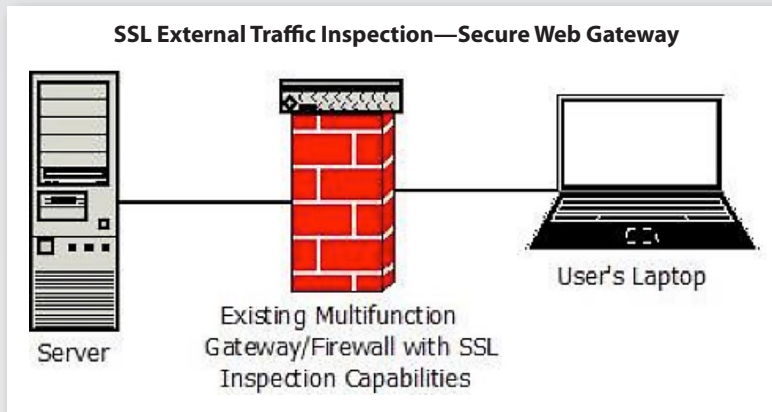 SSL External Traffic Inspection—Secure Web Gateway
Server
Existing Multifunction
Gateway/Firewall with SSL
Inspection Capabilities
User's Laptop